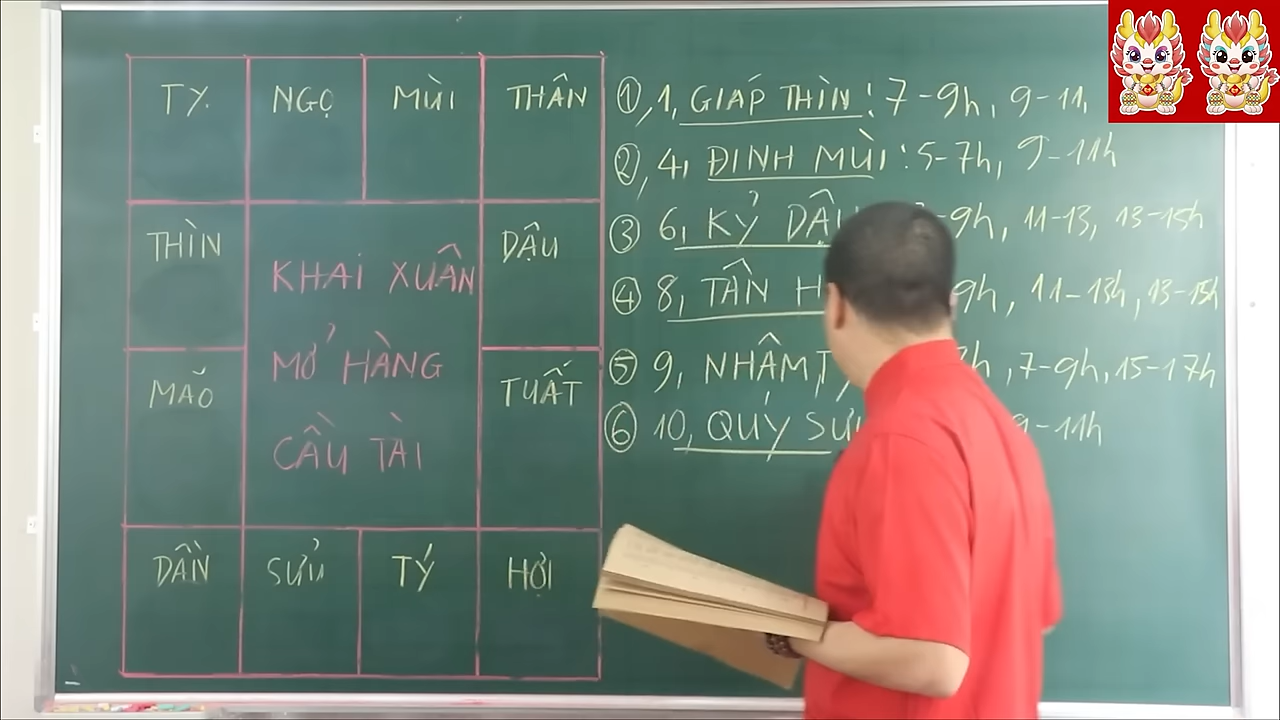 TỴ NGỌ MÙI THÂN
THÌN DẬU
MÃO TUẤT
DẦN SỬU TÝ HỢI
KHAI XUÂN
MỞ HÀNG
CẦU TÀI
①, 1, GIÁP THÌN: 7-9h, 9-11,
②, 4, ĐINH MÙI: 5-7h, 9-11h
③ 6, KỶ DẬU -9h, 11-13, 13-15h
④ 8, TÂN H 9h, 11-13h, 13-15h
⑤ 9, NHÂM, T h, 7-9h, 15-17h
⑥ 10, QUÝ SỬU 9-11h